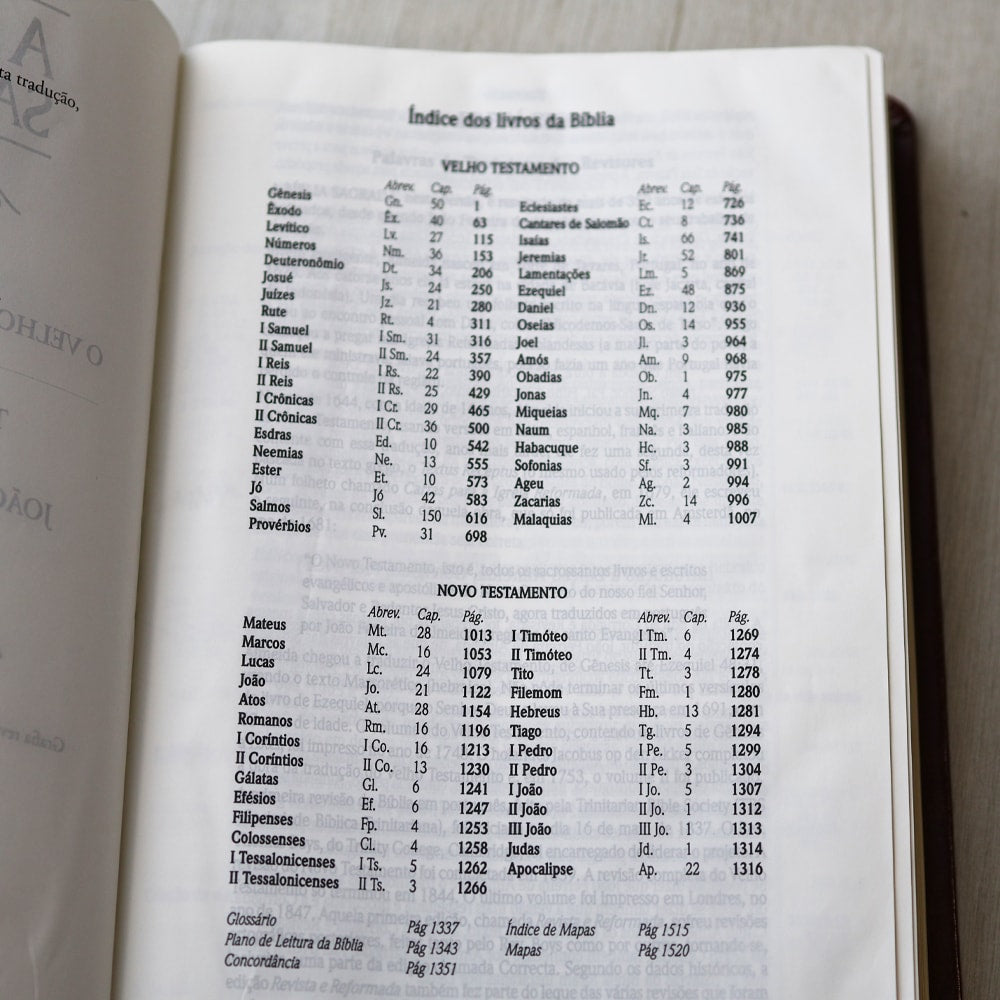 ta tradução,
Índice dos livros da Bíblia
VELHO TESTAMENTO
Abrev. Cap. Pág.
Gênesis Gn. 50 1
Êxodo Êx. 40 63
Levítico Lv. 27 115
Números Nm. 36 153
Deuteronômio Dt. 34 206
Josué Js. 24 250
Juízes Jz. 21 280
Rute Rt. 4 311
I Samuel I Sm. 31 316
II Samuel II Sm. 24 357
I Reis I Rs. 22 390
II Reis II Rs. 25 429
I Crônicas I Cr. 29 465
II Crônicas II Cr. 36 500
Esdras Ed. 10 542
Neemias Ne. 13 555
Ester Et. 10 573
Jó Jó 42 583
Salmos Sl. 150 616
Provérbios Pv. 31 698
Abrev. Cap. Pág.
Eclesiastes Ec. 12 726
Cantares de Salomão Ct. 8 736
Isaías Is. 66 741
Jeremias Jr. 52 801
Lamentações Lm. 5 869
Ezequiel Ez. 48 875
Daniel Dn. 12 936
Oseias Os. 14 955
Joel Jl. 3 964
Amós Am. 9 968
Obadias Ob. 1 975
Jonas Jn. 4 977
Miqueias Mq. 7 980
Naum Na. 3 985
Habacuque Hc. 3 988
Sofonias Sf. 3 991
Ageu Ag. 2 994
Zacarias Zc. 14 996
Malaquias Ml. 4 1007
NOVO TESTAMENTO
Abrev. Cap. Pág.
Mateus Mt. 28 1013
Marcos Mc. 16 1053
Lucas Lc. 24 1079
João Jo. 21 1122
Atos At. 28 1154
Romanos Rm. 16 1196
I Coríntios I Co. 16 1213
II Coríntios II Co. 13 1230
Gálatas Gl. 6 1241
Efésios Ef. 6 1247
Filipenses Fp. 4 1253
Colossenses Cl. 4 1258
I Tessalonicenses I Ts. 5 1262
II Tessalonicenses II Ts. 3 1266
Abrev. Cap. Pág.
I Timóteo I Tm. 6 1269
II Timóteo II Tm. 4 1274
Tito Tt. 3 1278
Filemom Fm. 1 1280
Hebreus Hb. 13 1281
Tiago Tg. 5 1294
I Pedro I Pe. 5 1299
II Pedro II Pe. 3 1304
I João I Jo. 5 1307
II João II Jo. 1 1312
III João III Jo. 1 1313
Judas Jd. 1 1314
Apocalipse Ap. 22 1316
Glossário Pág 1337
Plano de Leitura da Bíblia Pág 1343
Concordância Pág 1351
Índice de Mapas Pág 1515
Mapas Pág 1520